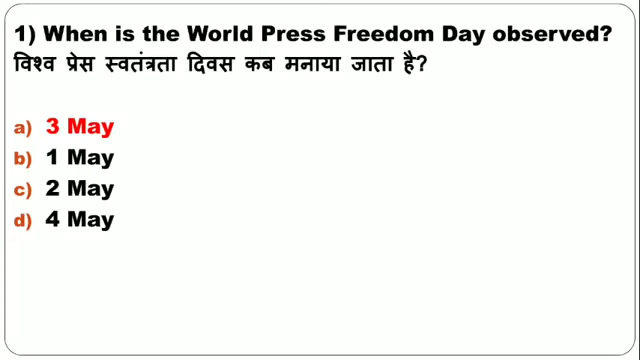 1) When is the World Press Freedom Day observed?
विश्व प्रेस स्वतंत्रता दिवस कब मनाया जाता है?
a) 3 May
b) 1 May
c) 2 May
d) 4 May